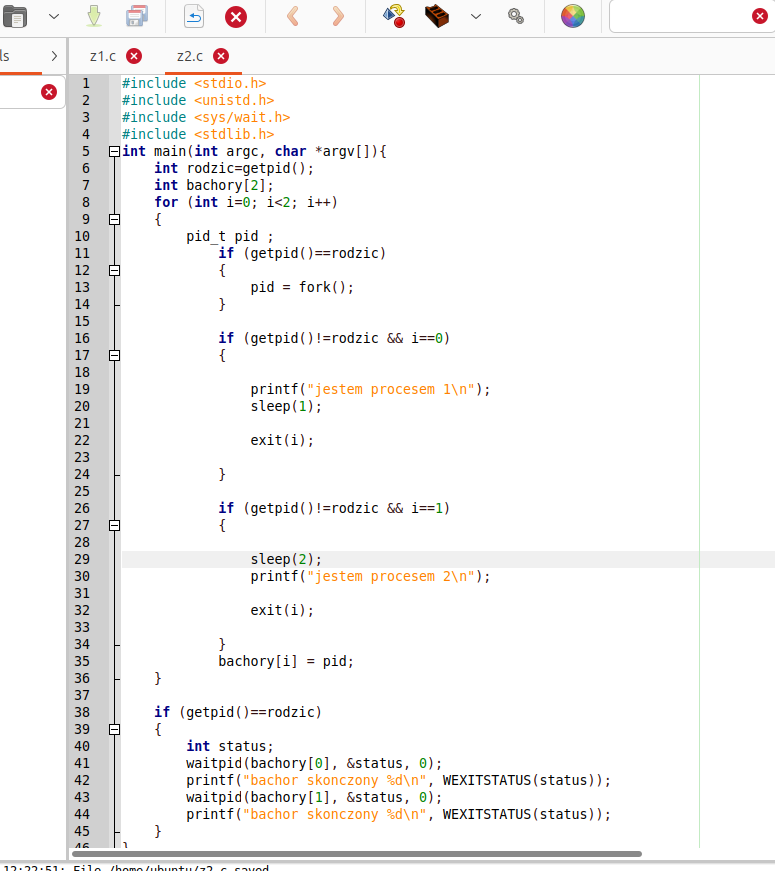 ls
z1.c
z2.c
1 #include <stdio.h>
2 #include <unistd.h>
3 #include <sys/wait.h>
4 #include <stdlib.h>
5 int main(int argc, char *argv[]){
6     int rodzic=getpid();
7     int bachory[2];
8     for (int i=0; i<2; i++)
9     {
10         pid_t pid ;
11             if (getpid()==rodzic)
12             {
13                 pid = fork();
14             }
15
16             if (getpid()!=rodzic && i==0)
17             {
18
19                 printf("jestem procesem 1\n");
20                 sleep(1);
21
22                 exit(i);
23
24             }
25
26             if (getpid()!=rodzic && i==1)
27             {
28
29                 sleep(2);
30                 printf("jestem procesem 2\n");
31
32                 exit(i);
33
34             }
35             bachory[i] = pid;
36     }
37
38     if (getpid()==rodzic)
39     {
40         int status;
41         waitpid(bachory[0], &status, 0);
42         printf("bachor skonczony %d\n", WEXITSTATUS(status));
43         waitpid(bachory[1], &status, 0);
44         printf("bachor skonczony %d\n", WEXITSTATUS(status));
45     }
46 }
12:22:51: File /home/ubuntu/z2.c saved